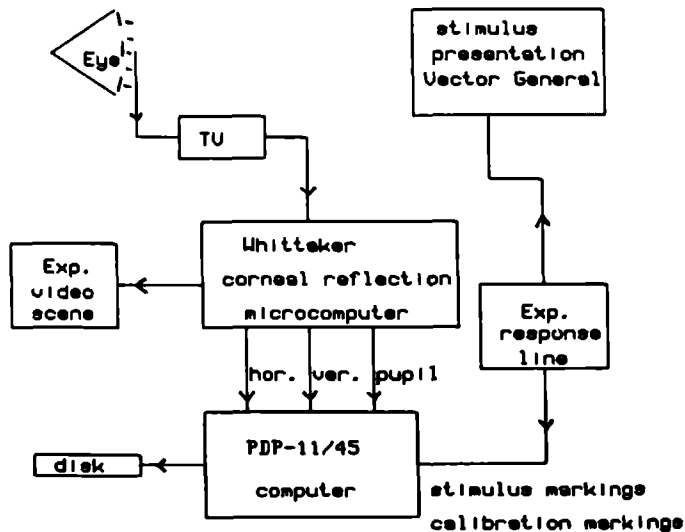 Eye
stimulus
presentation
Vector General
TV
Whittaker
corneal reflection
microcomputer
Exp.
video
scene
Exp.
response
line
hor. ver. pupil
PDP-11/45
computer
disk
stimulus markings
calibration markings